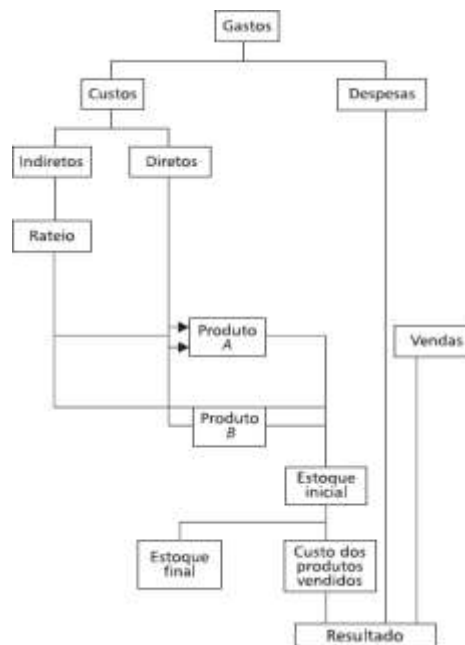 Gastos
Custos
Despesas
Indiretos
Diretos
Rateio
Produto
A
Vendas
Produto
B
Estoque
inicial
Estoque
final
Custo dos
produtos
vendidos
Resultado